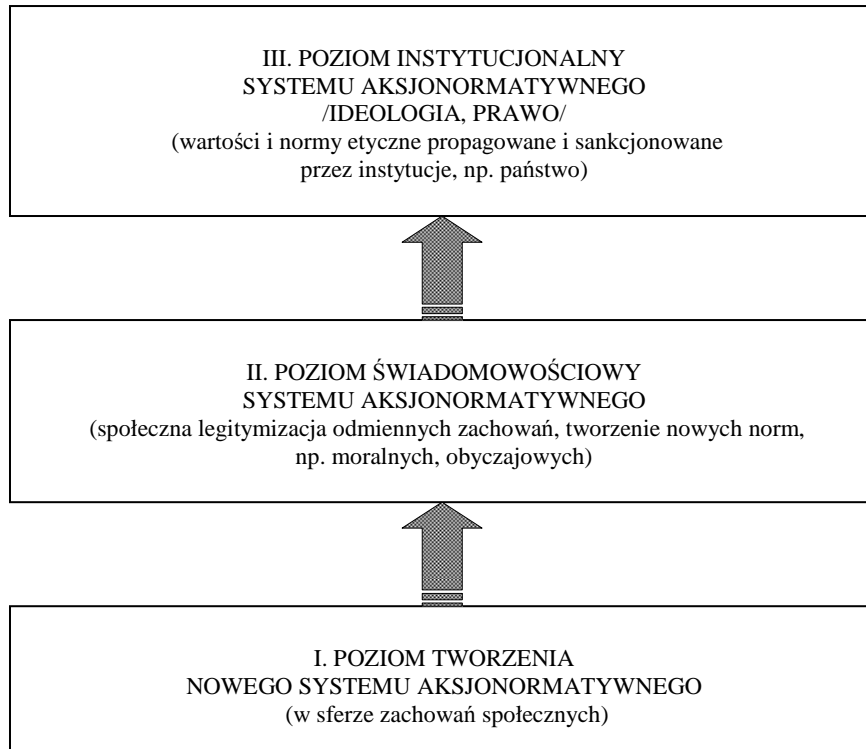 III. POZIOM INSTYTUCJONALNY
SYSTEMU AKSJONORMATYWNEGO
/IDEOLOGIA, PRAWO/
(wartości i normy etyczne propagowane i sankcjonowane
przez instytucje, np. państwo)
II. POZIOM ŚWIADOMOWOŚCIOWY
SYSTEMU AKSJONORMATYWNEGO
(społeczna legitymizacja odmiennych zachowań, tworzenie nowych norm,
np. moralnych, obyczajowych)
I. POZIOM TWORZENIA
NOWEGO SYSTEMU AKSJONORMATYWNEGO
(w sferze zachowań społecznych)